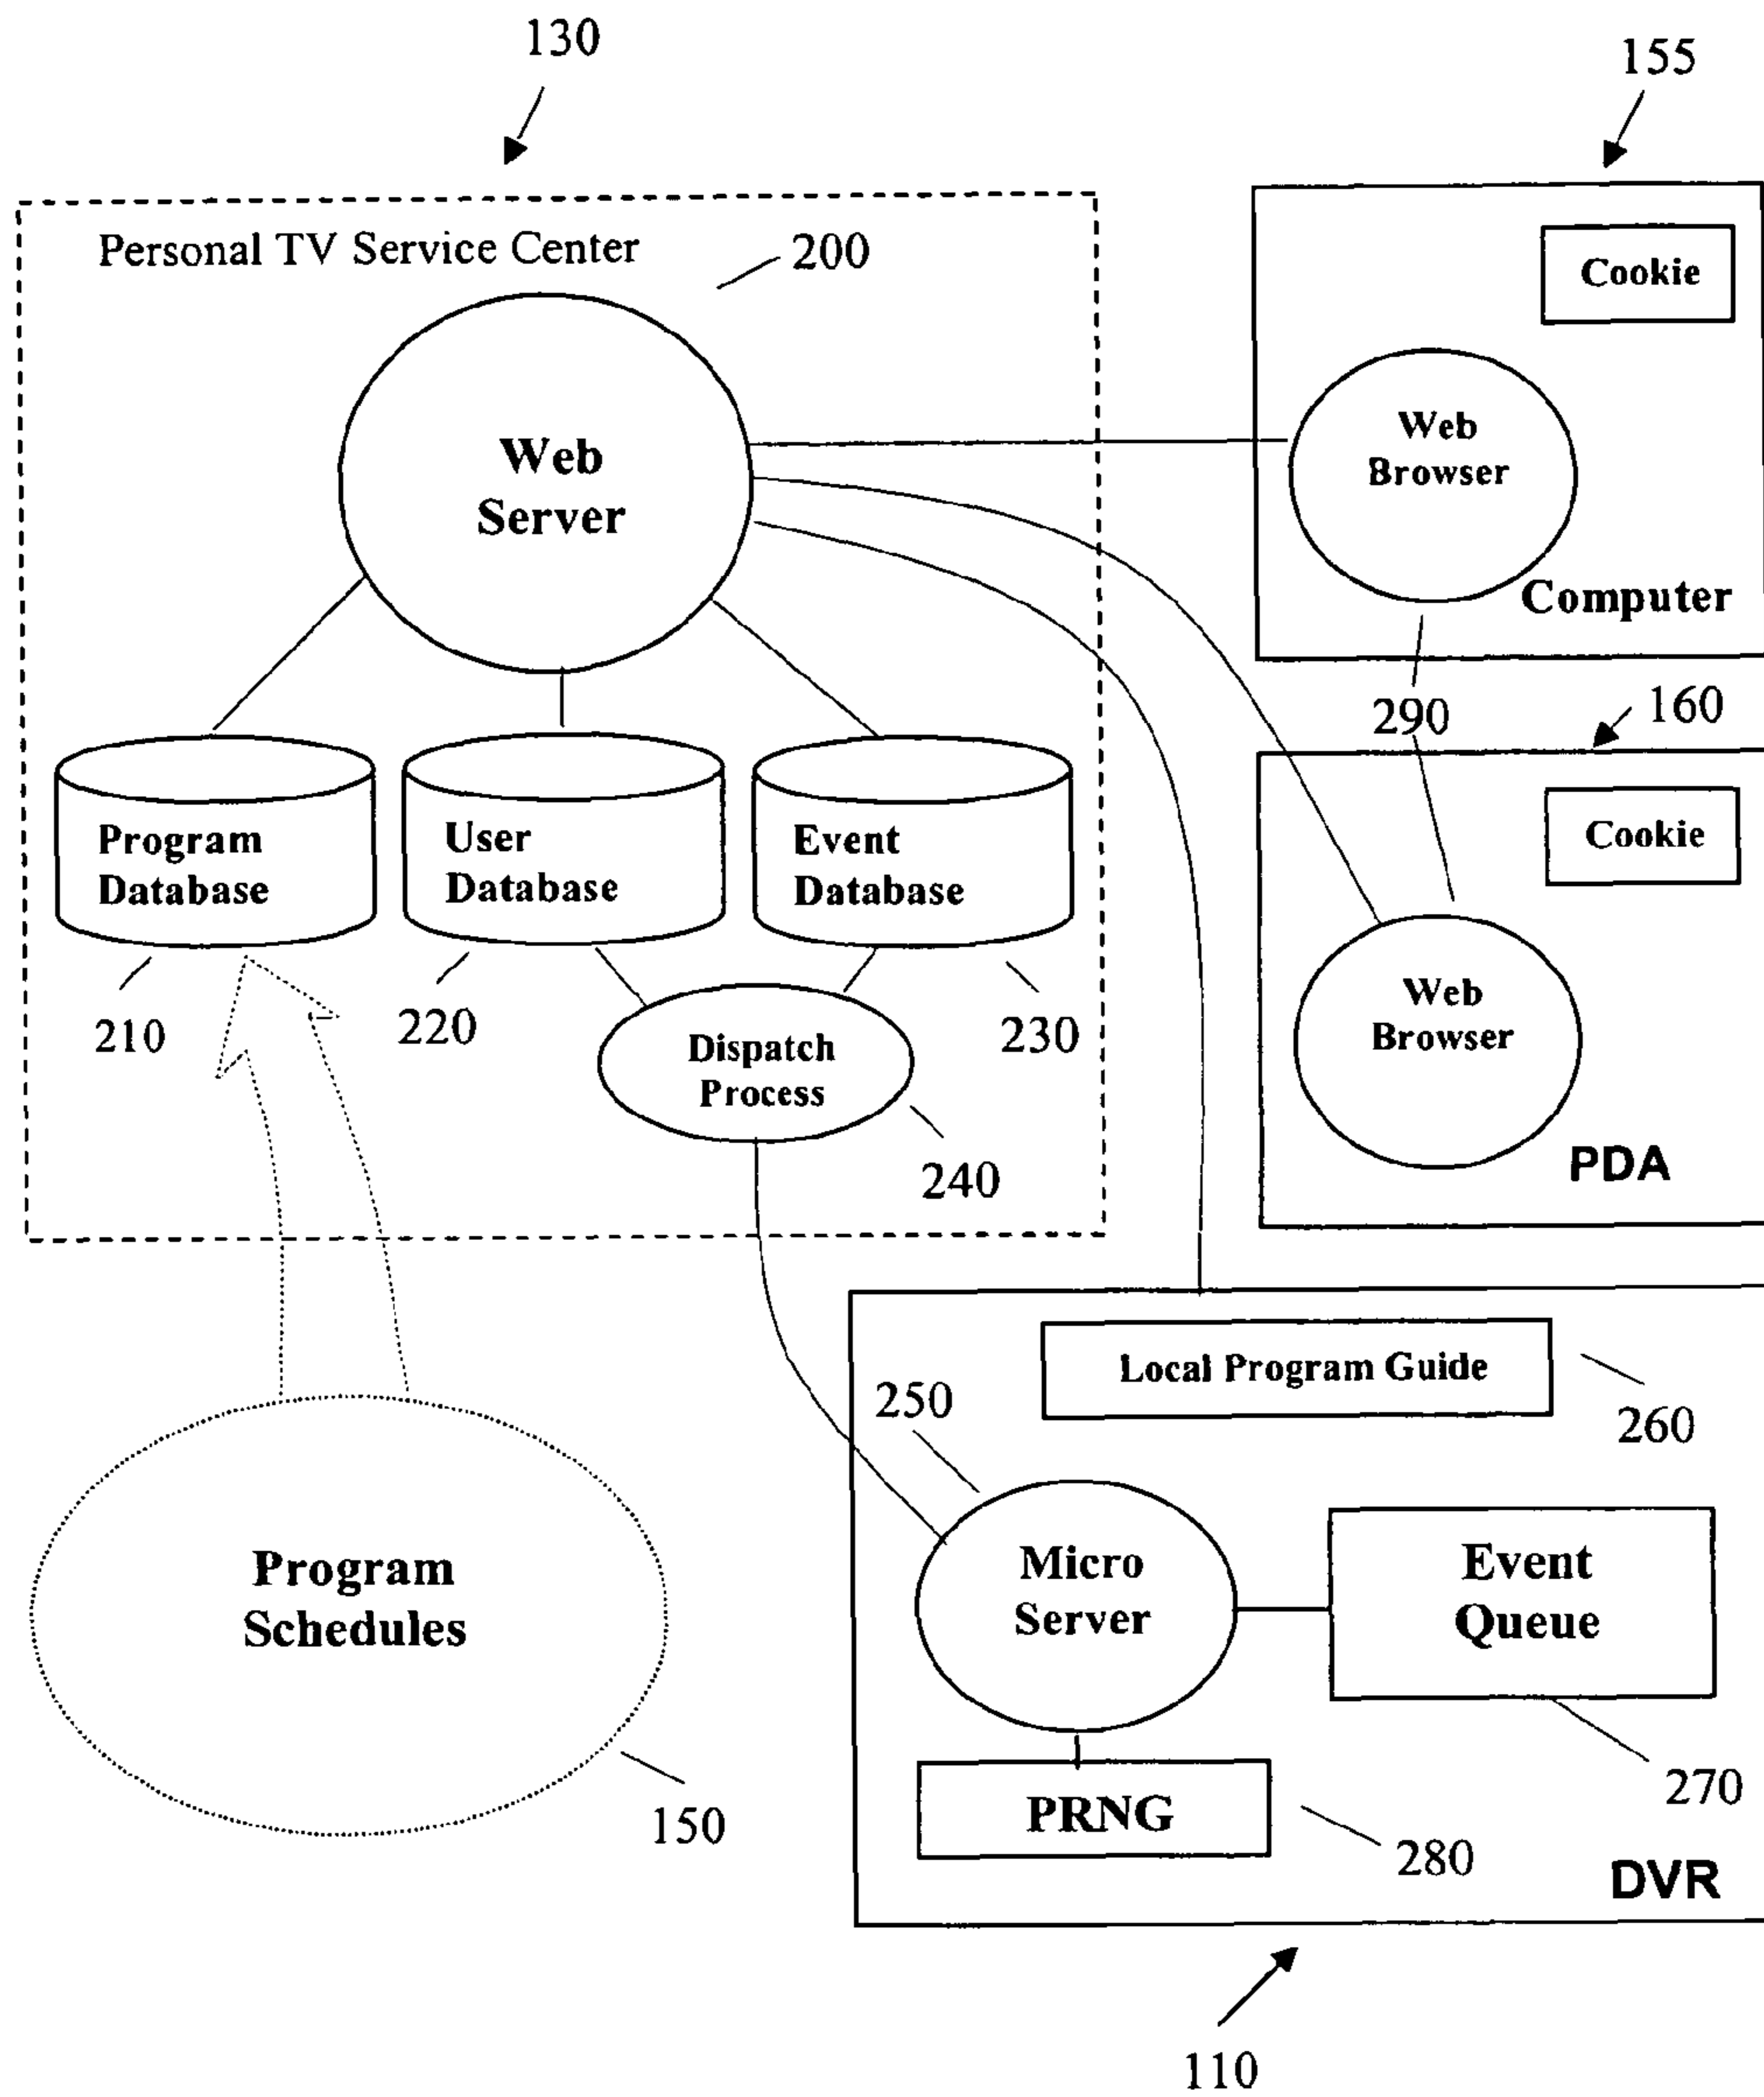 130
155
Personal TV Service Center
200
Cookie
Web
Server
Web
Browser
Computer
290
160
Program
Database
User
Database
Event
Database
Cookie
210
220
230
Web
Browser
Dispatch
Process
240
PDA
Local Program Guide
250
260
Program
Schedules
Micro
Server
Event
Queue
150
270
PRNG
280
DVR
110